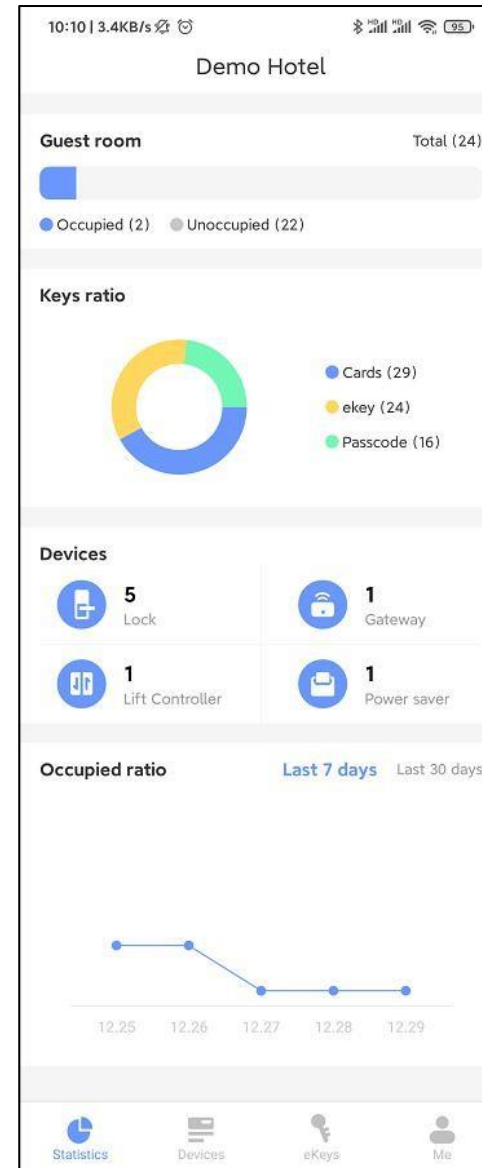 10:10 | 3.4KB/s
HD HD 95
Demo Hotel
Guest room Total (24)
Occupied (2) Unoccupied (22)
Keys ratio
Cards (29)
ekey (24)
Passcode (16)
Devices
5
Lock
1
Gateway
1
Lift Controller
1
Power saver
Occupied ratio Last 7 days Last 30 days
12.25 12.26 12.27 12.28 12.29
Statistics Devices eKeys Me